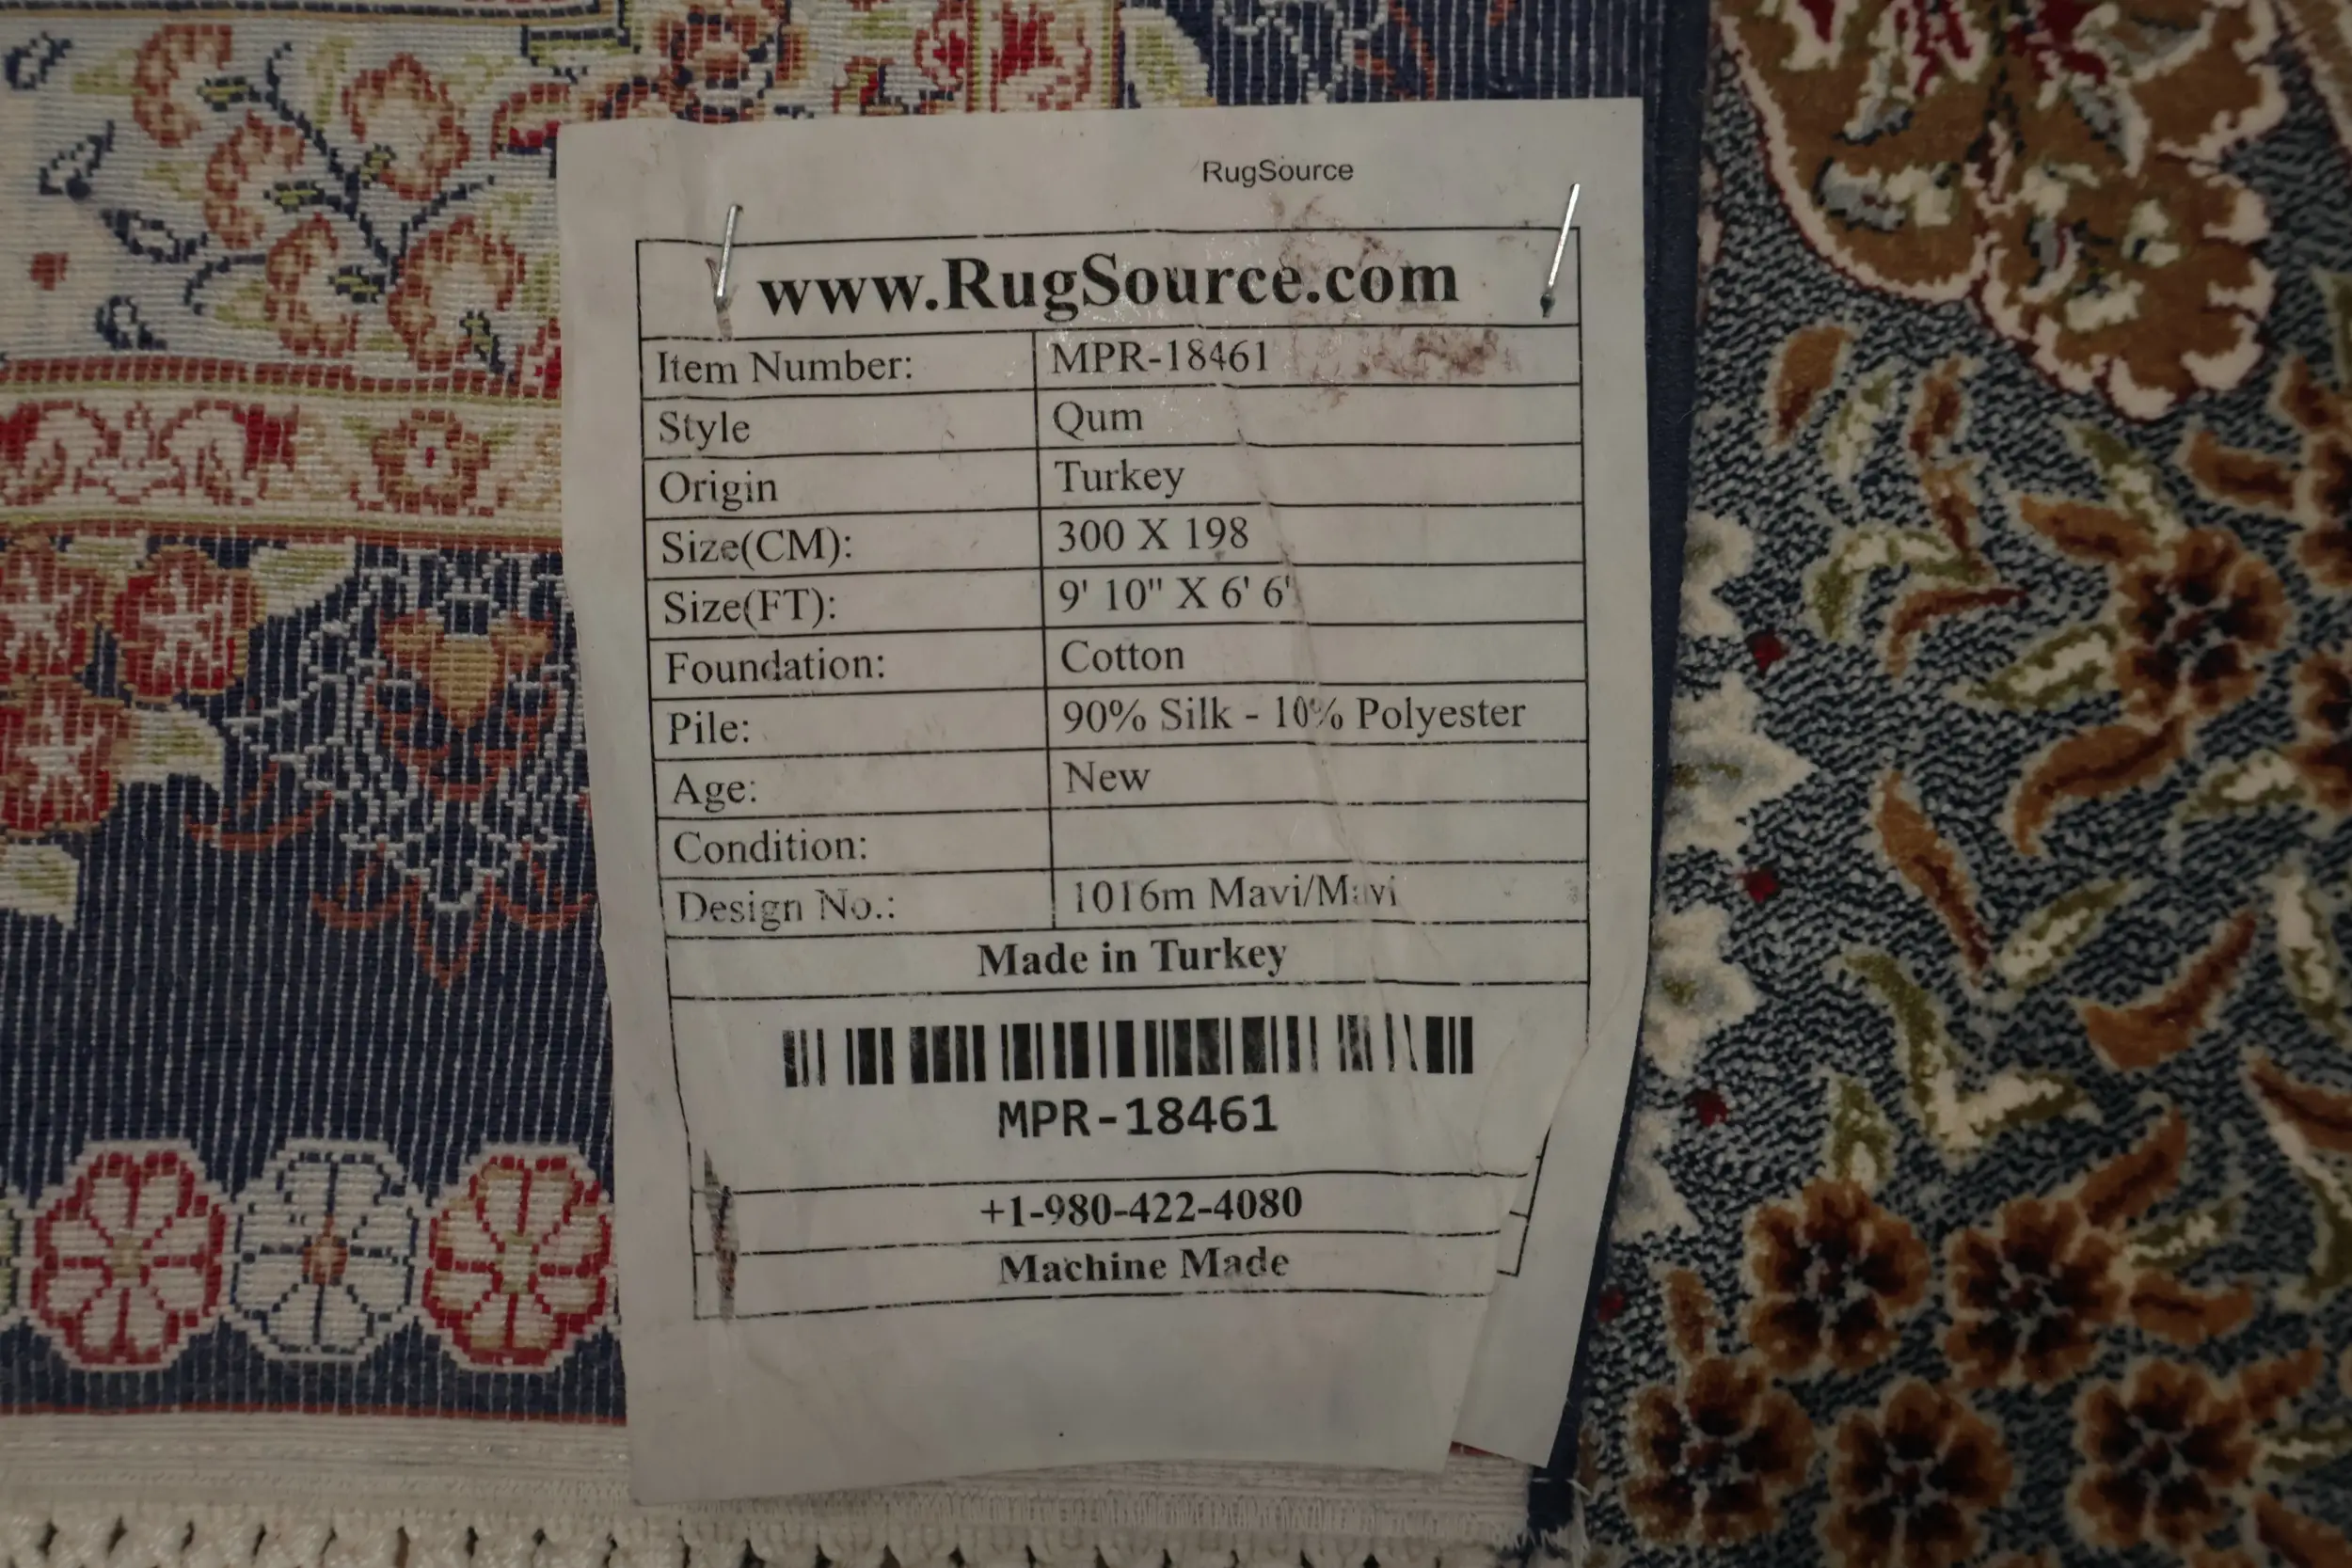 RugSource
www.RugSource.com
Item Number: MPR-18461
Style Qum
Origin Turkey
Size(CM): 300 X 198
Size(FT): 9' 10" X 6' 6'
Foundation: Cotton
Pile: 90% Silk - 10% Polyester
Age: New
Condition:
Design No.: 1016m Mavi/Mavi
Made in Turkey
MPR-18461
+1-980-422-4080
Machine Made